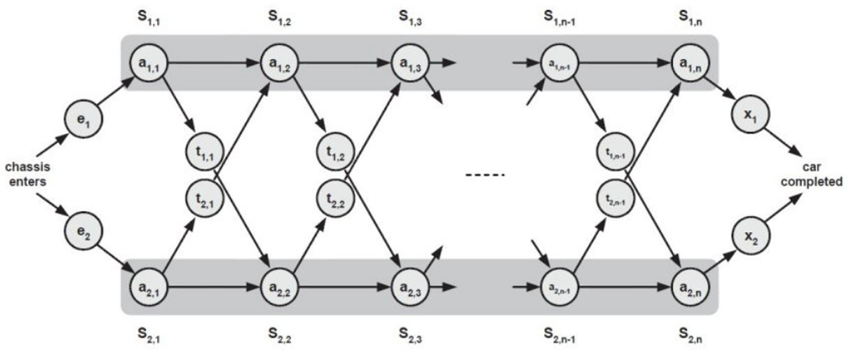 S1,1 S1,2 S1,3 S1,n-1 S1,n
a1,1 a1,2 a1,3 a1,n-1 a1,n
e1 x1
t1,1 t1,2 t1,n-1
chassis
enters
-----
car
completed
t2,1 t2,2 t2,n-1
e2 x2
a2,1 a2,2 a2,3 a2,n-1 a2,n
S2,1 S2,2 S2,3 S2,n-1 S2,n